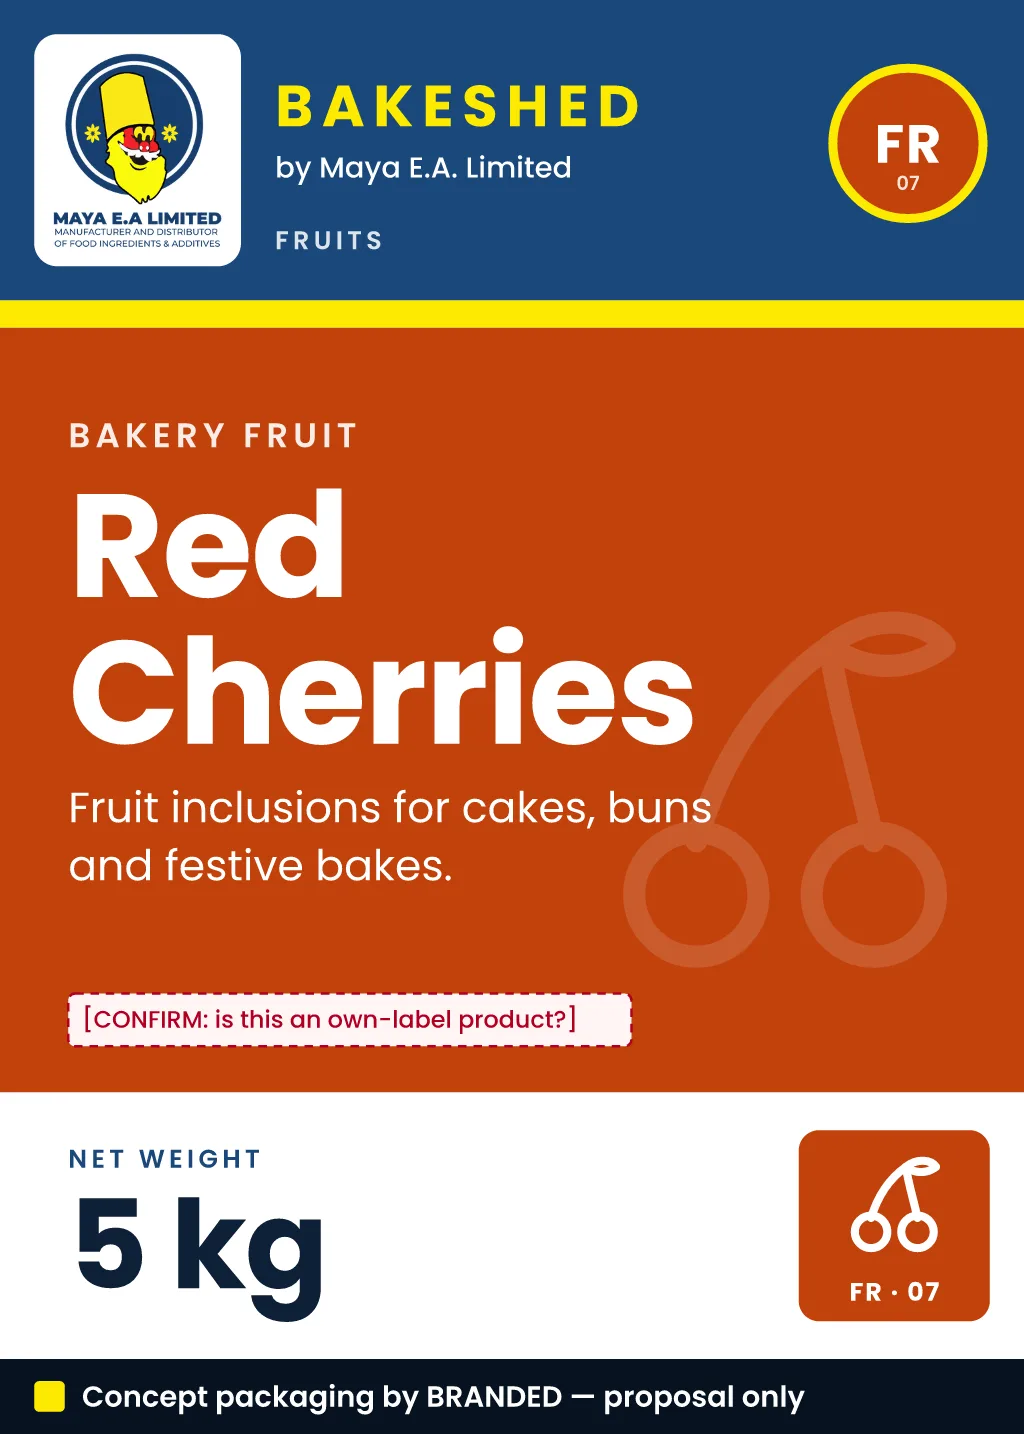 MAYA E.A LIMITED
MANUFACTURER AND DISTRIBUTOR
OF FOOD INGREDIENTS & ADDITIVES
BAKESHED
by Maya E.A. Limited
FRUITS
FR
07
BAKERY FRUIT
Red
Cherries
Fruit inclusions for cakes, buns
and festive bakes.
[CONFIRM: is this an own-label product?]
NET WEIGHT
5 kg
FR · 07
Concept packaging by BRANDED — proposal only